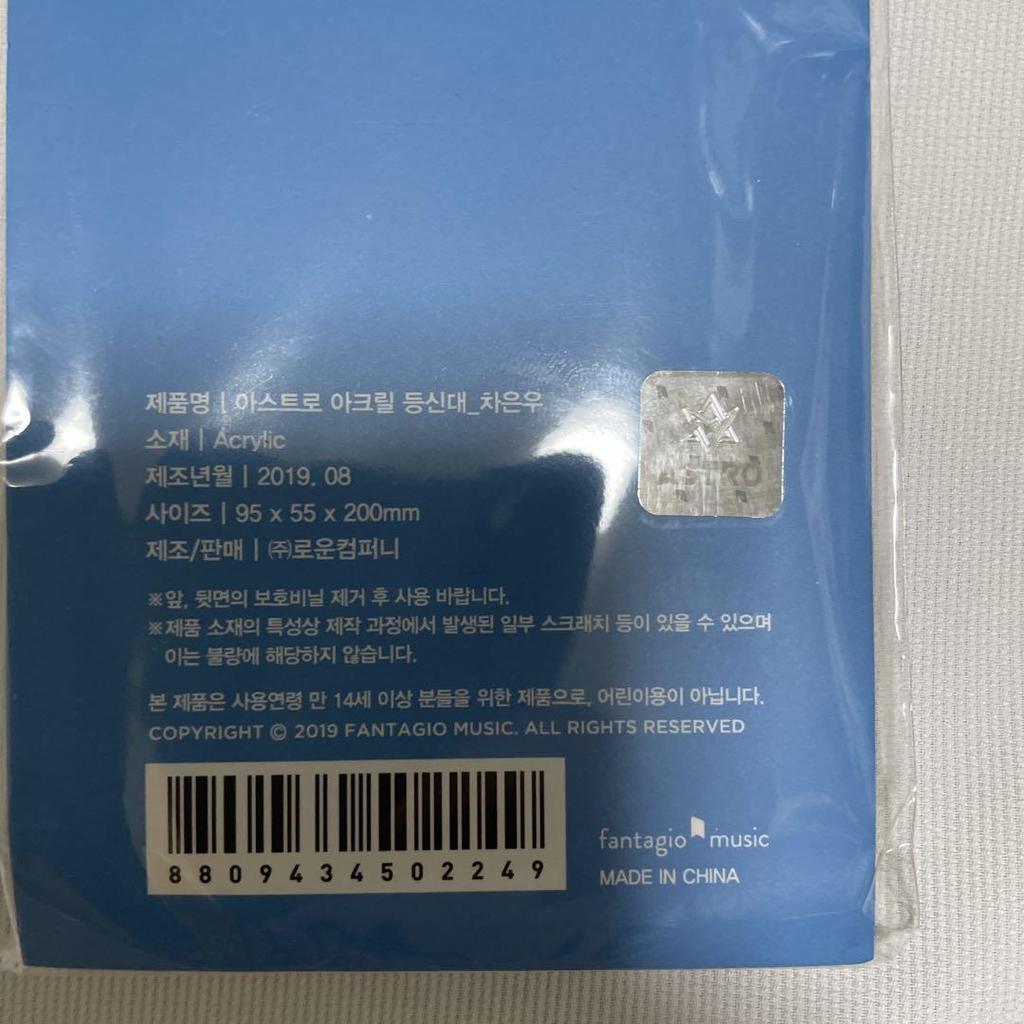 제품명 | 아스트로 아크릴 등신대_차은우
소재 | Acrylic
제조년월 | 2019. 08
사이즈 | 95 x 55 x 200mm
제조/판매 | ㈜로운컴퍼니
ASTRO
※앞, 뒷면의 보호비닐 제거 후 사용 바랍니다.
※제품 소재의 특성상 제작 과정에서 발생된 일부 스크래치 등이 있을 수 있으며
이는 불량에 해당하지 않습니다.
본 제품은 사용연령 만 14세 이상 분들을 위한 제품으로, 어린이용이 아닙니다.
COPYRIGHT © 2019 FANTAGIO MUSIC. ALL RIGHTS RESERVED
8809434502249
fantagio music
MADE IN CHINA